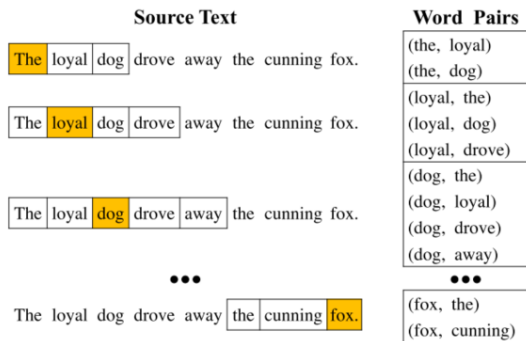 Source Text
Word Pairs
The loyal dog drove away the cunning fox.
(the, loyal)
(the, dog)
The loyal dog drove away the cunning fox.
(loyal, the)
(loyal, dog)
(loyal, drove)
The loyal dog drove away the cunning fox.
(dog, the)
(dog, loyal)
(dog, drove)
(dog, away)
•••
•••
The loyal dog drove away the cunning fox.
(fox, the)
(fox, cunning)